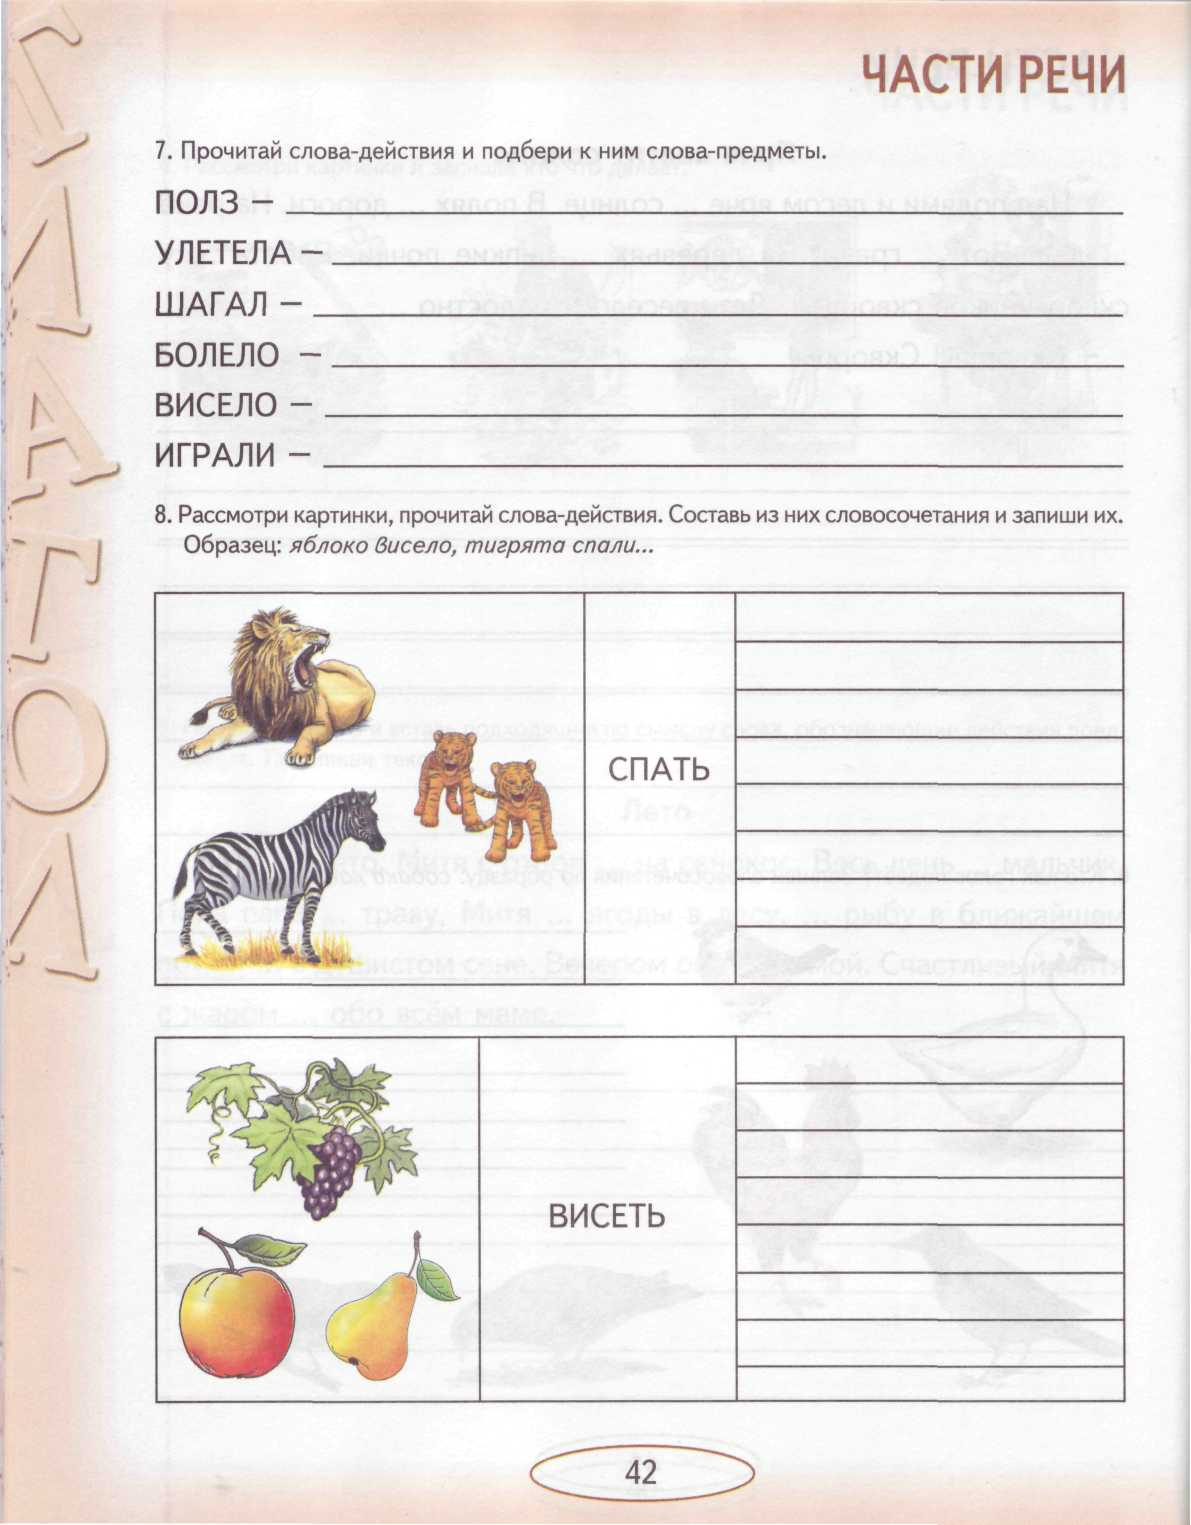 ЧАСТИ РЕЧИ
ГЛАГОЛ
7. Прочитай слова-действия и подбери к ним слова-предметы.
ПОЛЗ –
УЛЕТЕЛА –
ШАГАЛ –
БОЛЕЛО –
ВИСЕЛО –
ИГРАЛИ –
8. Рассмотри картинки, прочитай слова-действия. Составь из них словосочетания и запиши их.
Образец: яблоко висело, тигрята спали...
СПАТЬ
ВИСЕТЬ
42